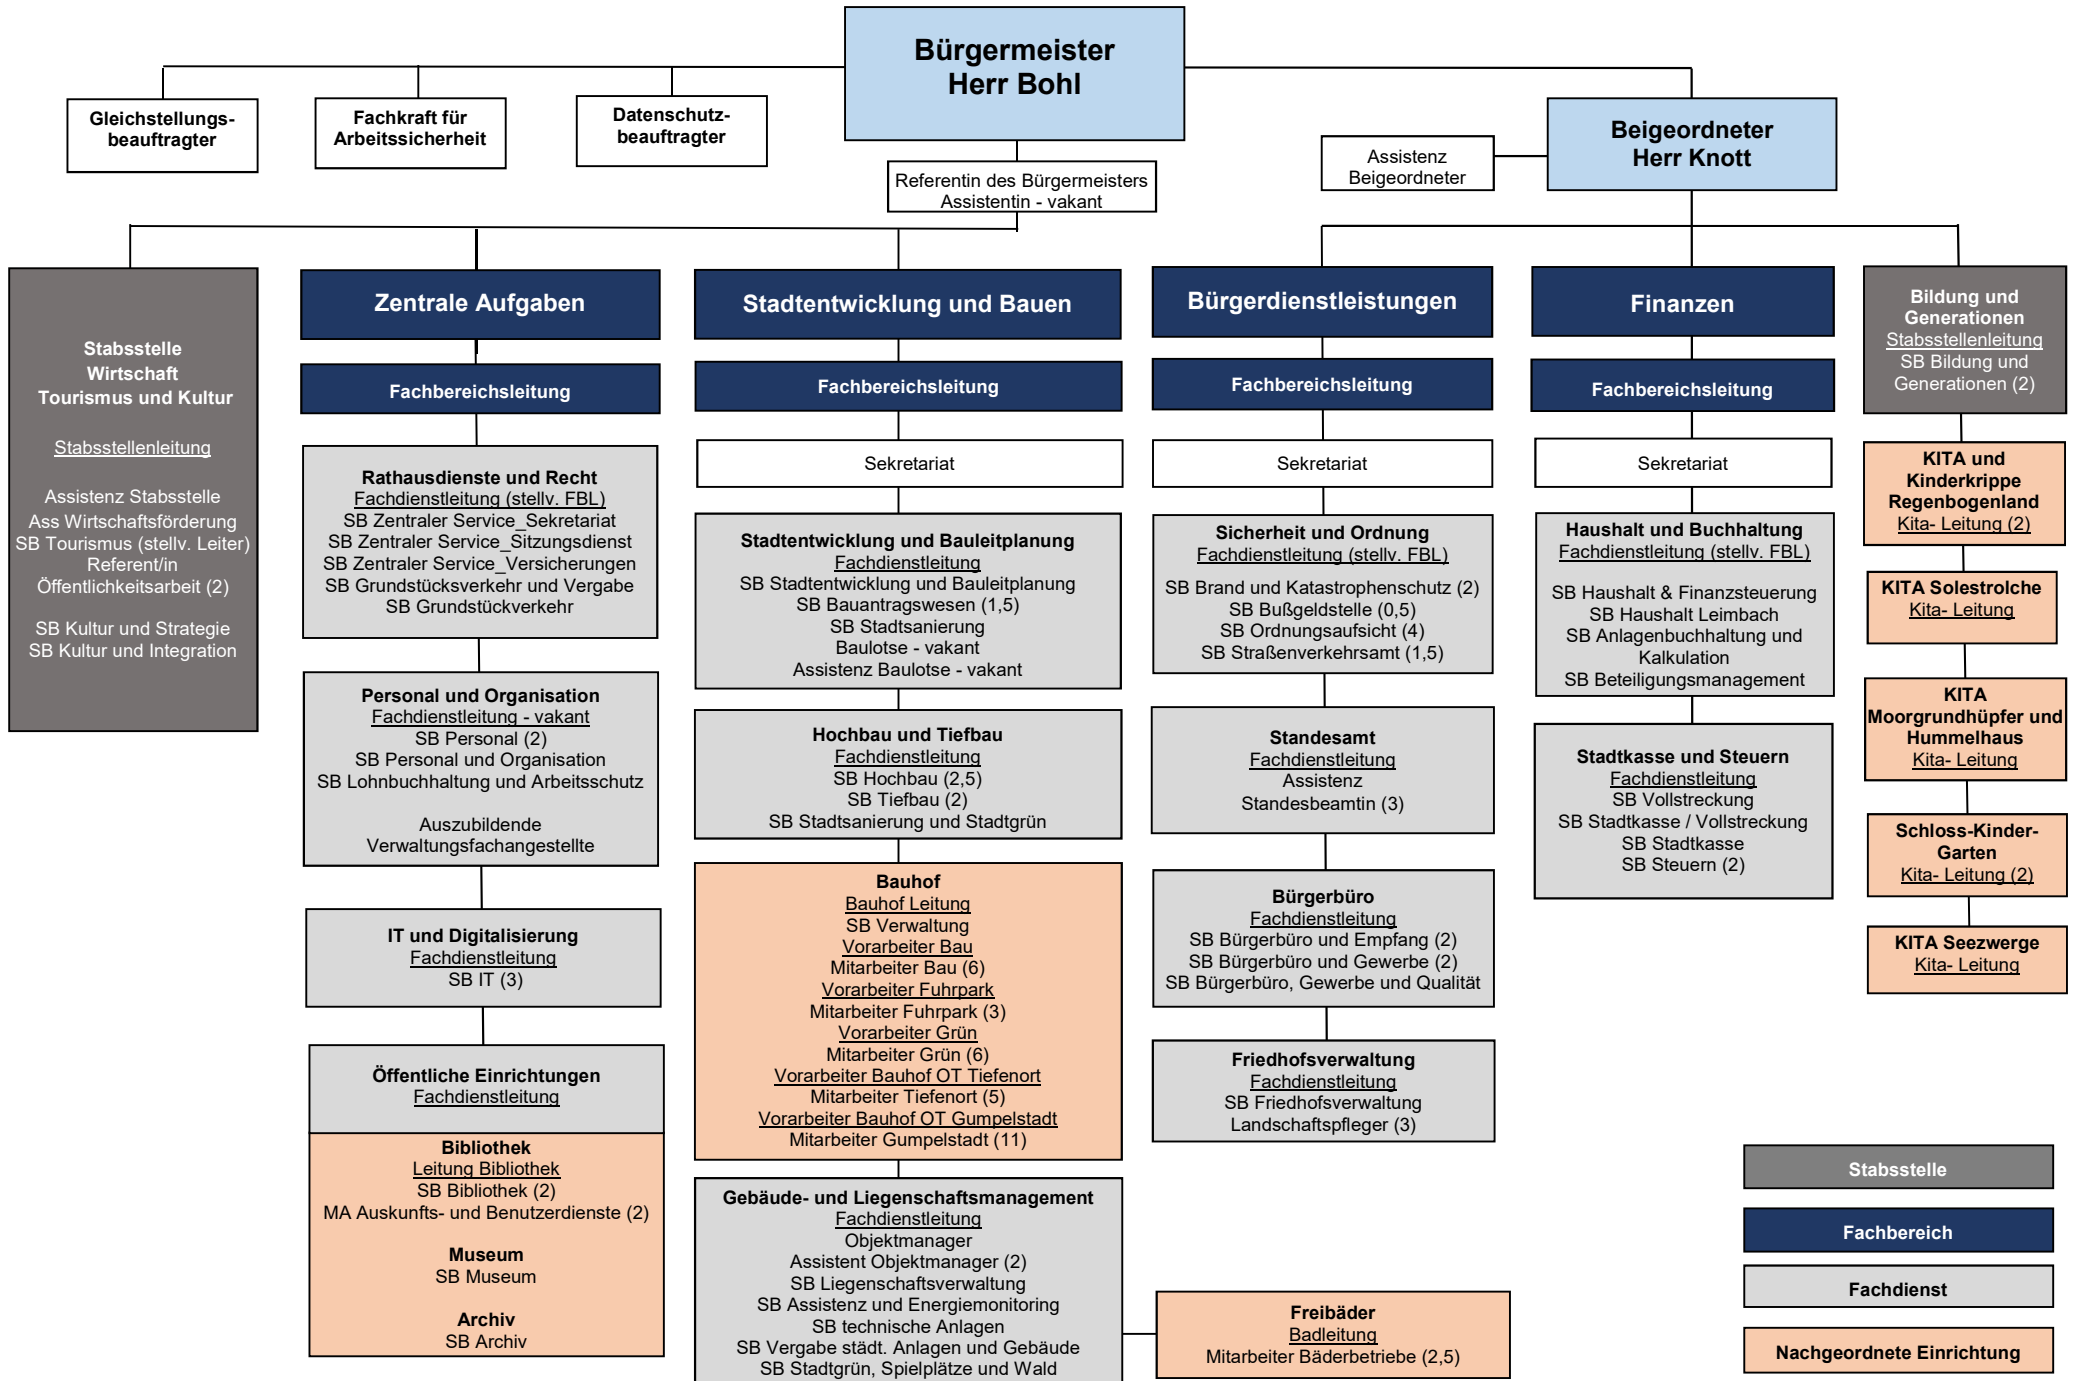 Bürgermeister
Herr Bohl
Gleichstellungs-
beauftragter
Fachkraft für
Arbeitssicherheit
Datenschutz-
beauftragter
Beigeordneter
Herr Knott
Assistenz
Beigeordneter
Referentin des Bürgermeisters
Assistentin - vakant
Stabsstelle
Wirtschaft
Tourismus und Kultur
Stabsstellenleitung
Assistenz Stabsstelle
Ass Wirtschaftsförderung
SB Tourismus (stellv. Leiter)
Referent/in
Öffentlichkeitsarbeit (2)
SB Kultur und Strategie
SB Kultur und Integration
Zentrale Aufgaben
Fachbereichsleitung
Rathausdienste und Recht
Fachdienstleitung (stellv. FBL)
SB Zentraler Service_Sekretariat
SB Zentraler Service_Sitzungsdienst
SB Zentraler Service_Versicherungen
SB Grundstücksverkehr und Vergabe
SB Grundstückverkehr
Personal und Organisation
Fachdienstleitung - vakant
SB Personal (2)
SB Personal und Organisation
SB Lohnbuchhaltung und Arbeitsschutz
Auszubildende
Verwaltungsfachangestellte
IT und Digitalisierung
Fachdienstleitung
SB IT (3)
Öffentliche Einrichtungen
Fachdienstleitung
Bibliothek
Leitung Bibliothek
SB Bibliothek (2)
MA Auskunfts- und Benutzerdienste (2)
Museum
SB Museum
Archiv
SB Archiv
Stadtentwicklung und Bauen
Fachbereichsleitung
Sekretariat
Stadtentwicklung und Bauleitplanung
Fachdienstleitung
SB Stadtentwicklung und Bauleitplanung
SB Bauantragswesen (1,5)
SB Stadtsanierung
Baulotse - vakant
Assistenz Baulotse - vakant
Hochbau und Tiefbau
Fachdienstleitung
SB Hochbau (2,5)
SB Tiefbau (2)
SB Stadtsanierung und Stadtgrün
Bauhof
Bauhof Leitung
SB Verwaltung
Vorarbeiter Bau
Mitarbeiter Bau (6)
Vorarbeiter Fuhrpark
Mitarbeiter Fuhrpark (3)
Vorarbeiter Grün
Mitarbeiter Grün (6)
Vorarbeiter Bauhof OT Tiefenort
Mitarbeiter Tiefenort (5)
Vorarbeiter Bauhof OT Gumpelstadt
Mitarbeiter Gumpelstadt (11)
Gebäude- und Liegenschaftsmanagement
Fachdienstleitung
Objektmanager
Assistent Objektmanager (2)
SB Liegenschaftsverwaltung
SB Assistenz und Energiemonitoring
SB technische Anlagen
SB Vergabe städt. Anlagen und Gebäude
SB Stadtgrün, Spielplätze und Wald
Freibäder
Badleitung
Mitarbeiter Bäderbetriebe (2,5)
Bürgerdienstleistungen
Fachbereichsleitung
Sekretariat
Sicherheit und Ordnung
Fachdienstleitung (stellv. FBL)
SB Brand und Katastrophenschutz (2)
SB Bußgeldstelle (0,5)
SB Ordnungsaufsicht (4)
SB Straßenverkehrsamt (1,5)
Standesamt
Fachdienstleitung
Assistenz
Standesbeamtin (3)
Bürgerbüro
Fachdienstleitung
SB Bürgerbüro und Empfang (2)
SB Bürgerbüro und Gewerbe (2)
SB Bürgerbüro, Gewerbe und Qualität
Friedhofsverwaltung
Fachdienstleitung
SB Friedhofsverwaltung
Landschaftspfleger (3)
Finanzen
Fachbereichsleitung
Sekretariat
Haushalt und Buchhaltung
Fachdienstleitung (stellv. FBL)
SB Haushalt & Finanzsteuerung
SB Haushalt Leimbach
SB Anlagenbuchhaltung und
Kalkulation
SB Beteiligungsmanagement
Stadtkasse und Steuern
Fachdienstleitung
SB Vollstreckung
SB Stadtkasse / Vollstreckung
SB Stadtkasse
SB Steuern (2)
Bildung und
Generationen
Stabsstellenleitung
SB Bildung und
Generationen (2)
KITA und
Kinderkrippe
Regenbogenland
Kita- Leitung (2)
KITA Solestrolche
Kita- Leitung
KITA
Moorgrundhüpfer und
Hummelhaus
Kita- Leitung
Schloss-Kinder-
Garten
Kita- Leitung (2)
KITA Seezwerge
Kita- Leitung
Stabsstelle
Fachbereich
Fachdienst
Nachgeordnete Einrichtung